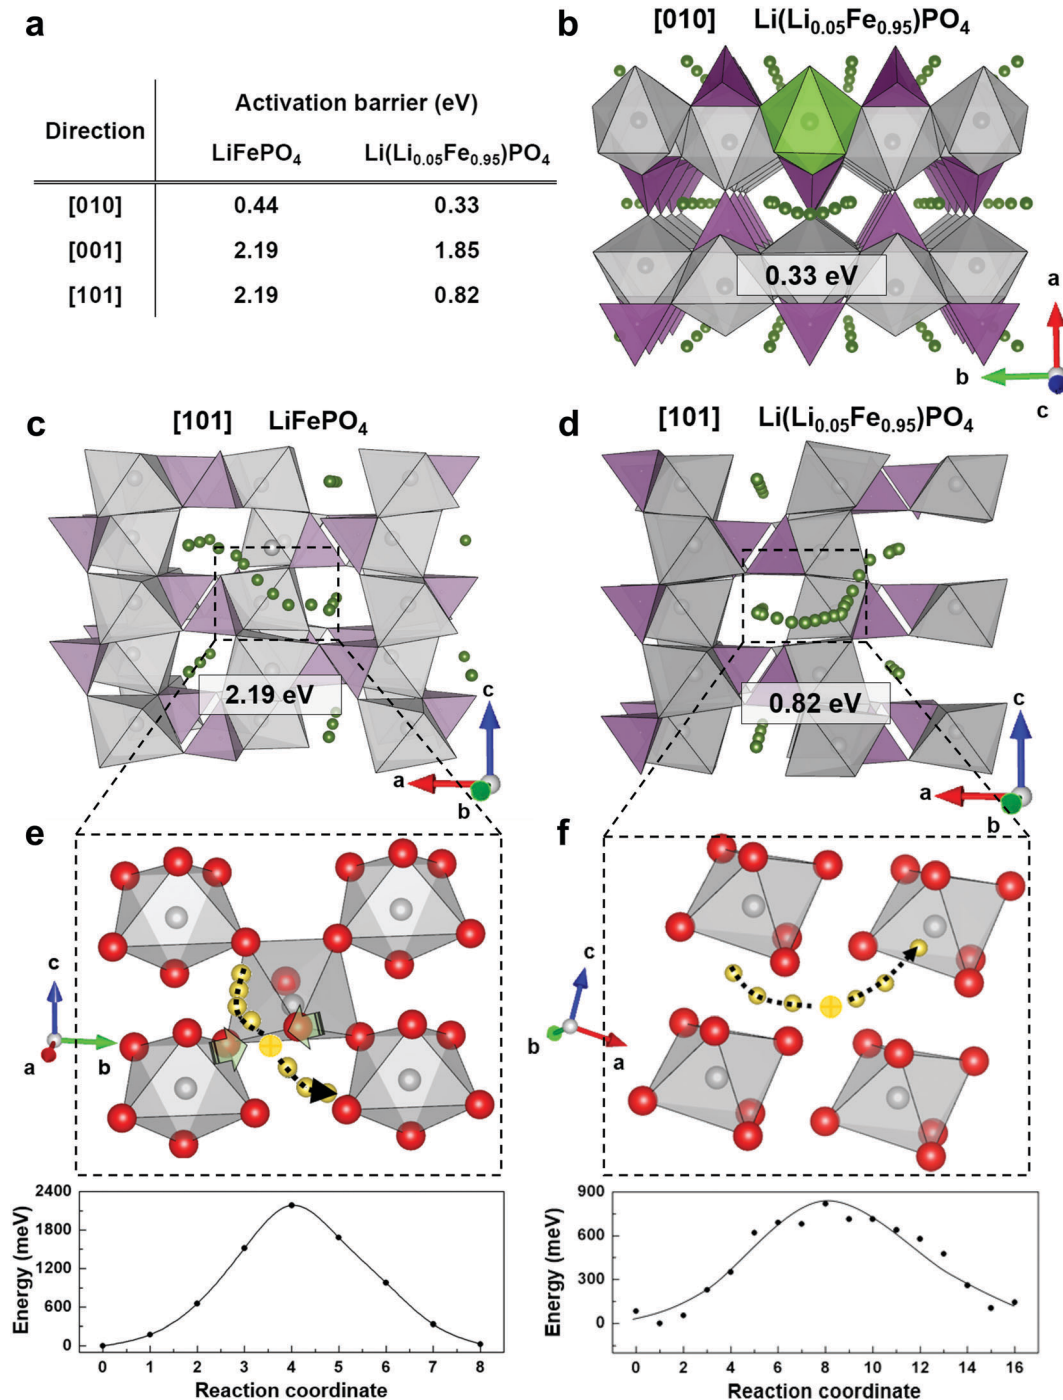 a
Direction
Activation barrier (eV)
LiFePO₄ Li(Li₀.₀₅Fe₀.₉₅)PO₄
[010] 0.44 0.33
[001] 2.19 1.85
[101] 2.19 0.82
b [010] Li(Li₀.₀₅Fe₀.₉₅)PO₄
0.33 eV
a
b
c
c [101] LiFePO₄
2.19 eV
c
a
b
d [101] Li(Li₀.₀₅Fe₀.₉₅)PO₄
0.82 eV
c
a
b
e
c
a
b
Energy (meV)
2400
1800
1200
600
0
0 1 2 3 4 5 6 7 8
Reaction coordinate
f
c
b
a
Energy (meV)
900
600
300
0
0 2 4 6 8 10 12 14 16
Reaction coordinate